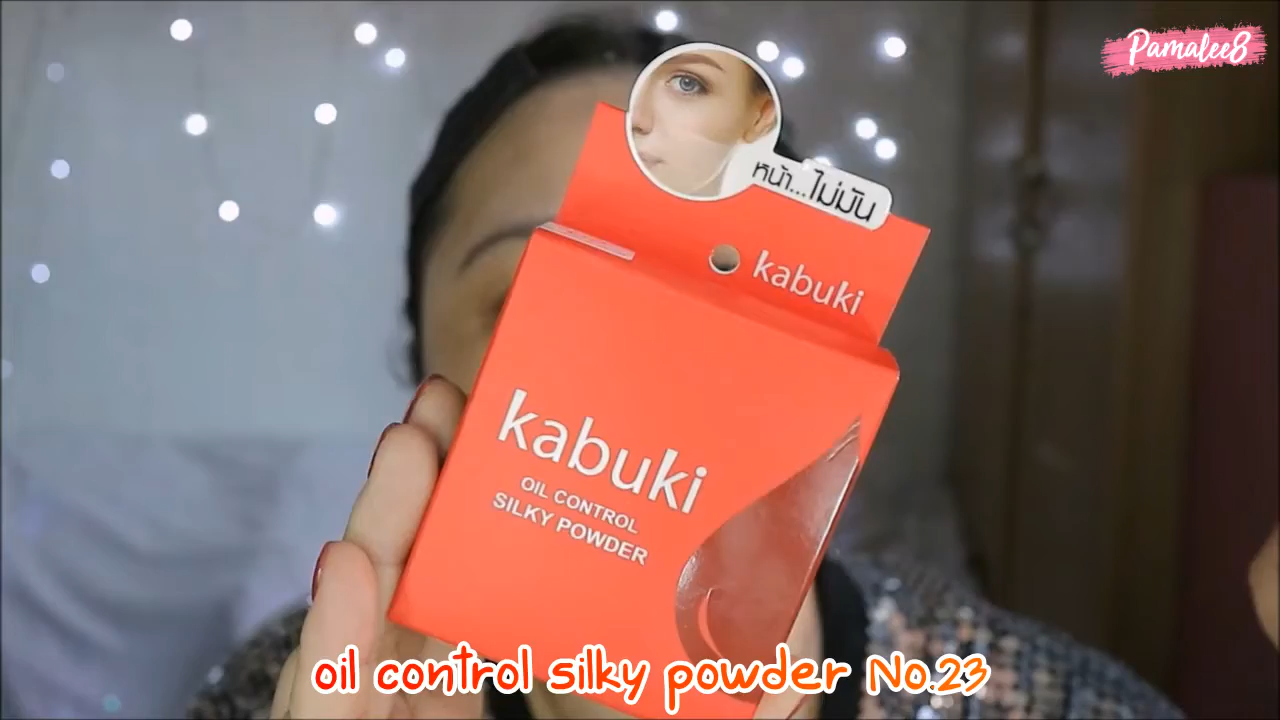 Pamalee8
หน้า...ไม่มัน
kabuki
kabuki
OIL CONTROL
SILKY POWDER
oil control silky powder No.23